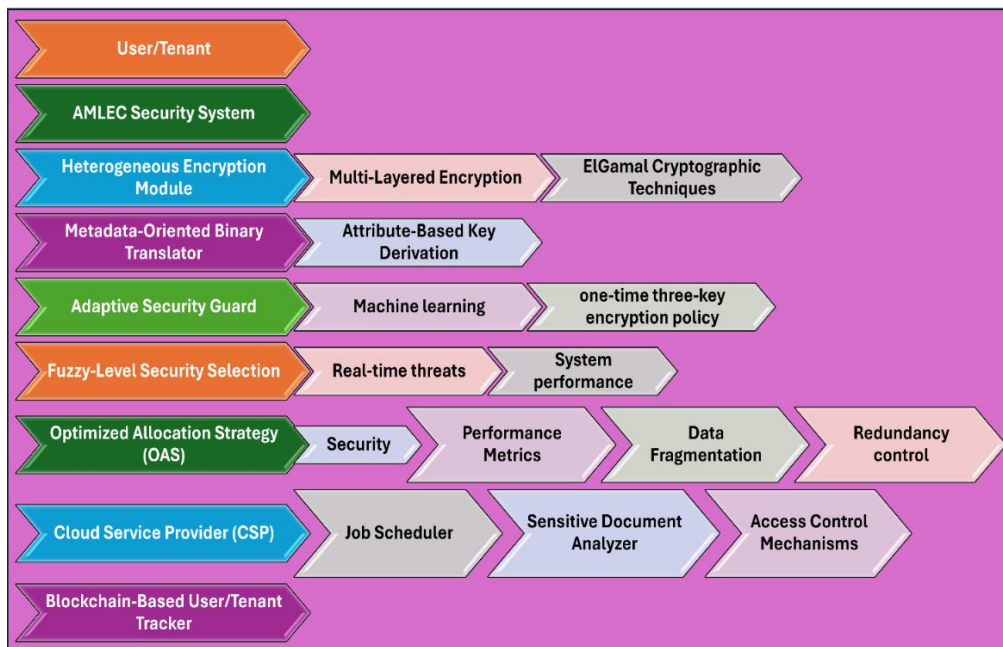 User/Tenant
AMLEC Security System
Heterogeneous Encryption
Module
Multi-Layered Encryption
ElGamal Cryptographic
Techniques
Metadata-Oriented Binary
Translator
Attribute-Based Key
Derivation
Adaptive Security Guard
Machine learning
one-time three-key
encryption policy
Fuzzy-Level Security Selection
Real-time threats
System
performance
Optimized Allocation Strategy
(OAS)
Security
Performance
Metrics
Data
Fragmentation
Redundancy
control
Cloud Service Provider (CSP)
Job Scheduler
Sensitive Document
Analyzer
Access Control
Mechanisms
Blockchain-Based User/Tenant
Tracker